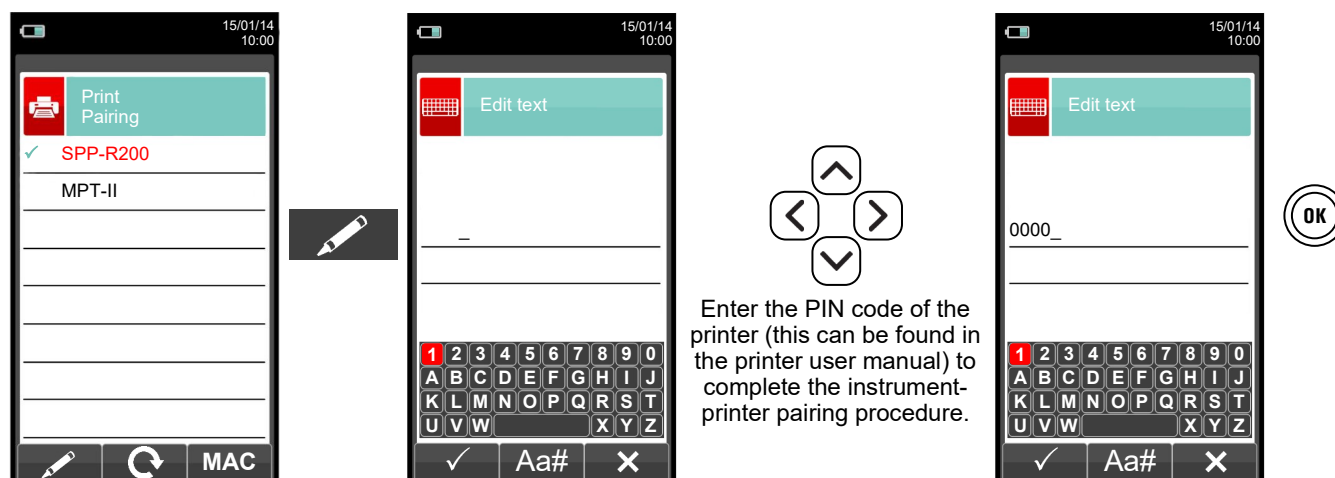 15/01/14
10:00
Print
Pairing
✓ SPP-R200
MPT-II
MAC
15/01/14
10:00
Edit text
_
1 2 3 4 5 6 7 8 9 0
A B C D E F G H I J
K L M N O P Q R S T
U V W X Y Z
✓ Aa# ✕
Enter the PIN code of the
printer (this can be found in
the printer user manual) to
complete the instrument-
printer pairing procedure.
15/01/14
10:00
Edit text
0000_
1 2 3 4 5 6 7 8 9 0
A B C D E F G H I J
K L M N O P Q R S T
U V W X Y Z
✓ Aa# ✕
OK